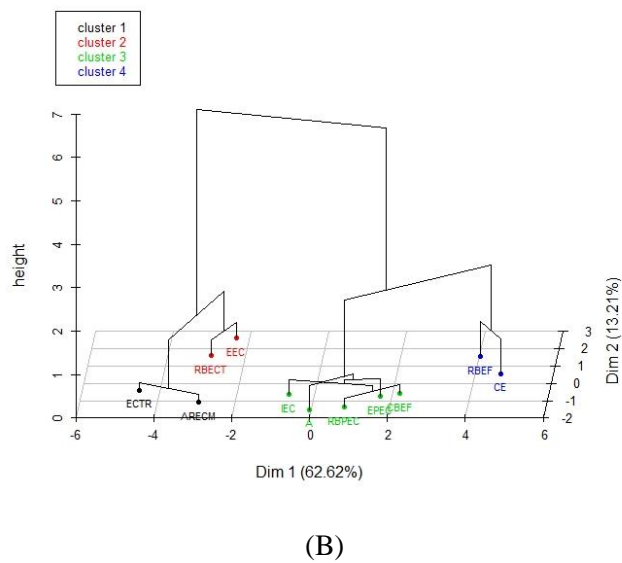 cluster 1
cluster 2
cluster 3
cluster 4
7
6
5
4
3
2
1
0
height
3
2
1
0
-1
-2
Dim 2 (13.21%)
EEC
RBECT
RBEF
CE
ECTR
ARECM
IEC
A
RBPEC
EPEC
CBEF
-6
-4
-2
0
2
4
6
Dim 1 (62.62%)
(B)